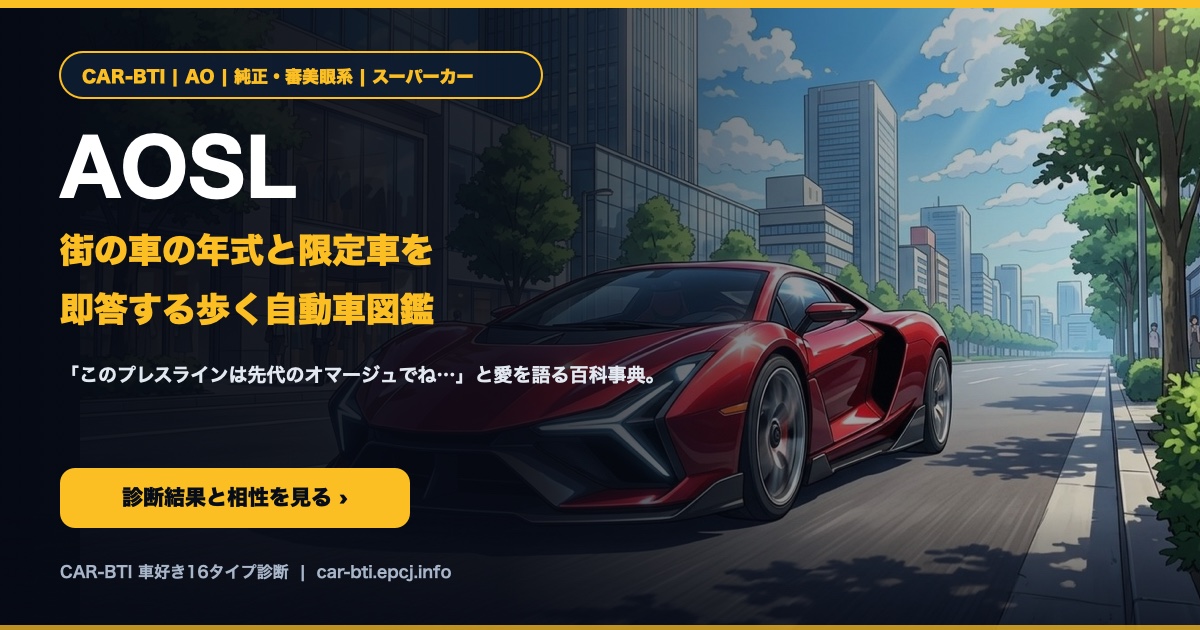 CAR-BTI | AO | 純正・審美眼系 | スーパーカー
AOSL
街の車の年式と限定車を
即答する歩く自動車図鑑
「このプレスラインは先代のオマージュでね…」と愛を語る百科事典。
診断結果と相性を見る ›
CAR-BTI 車好き16タイプ診断 | car-bti.epcj.info